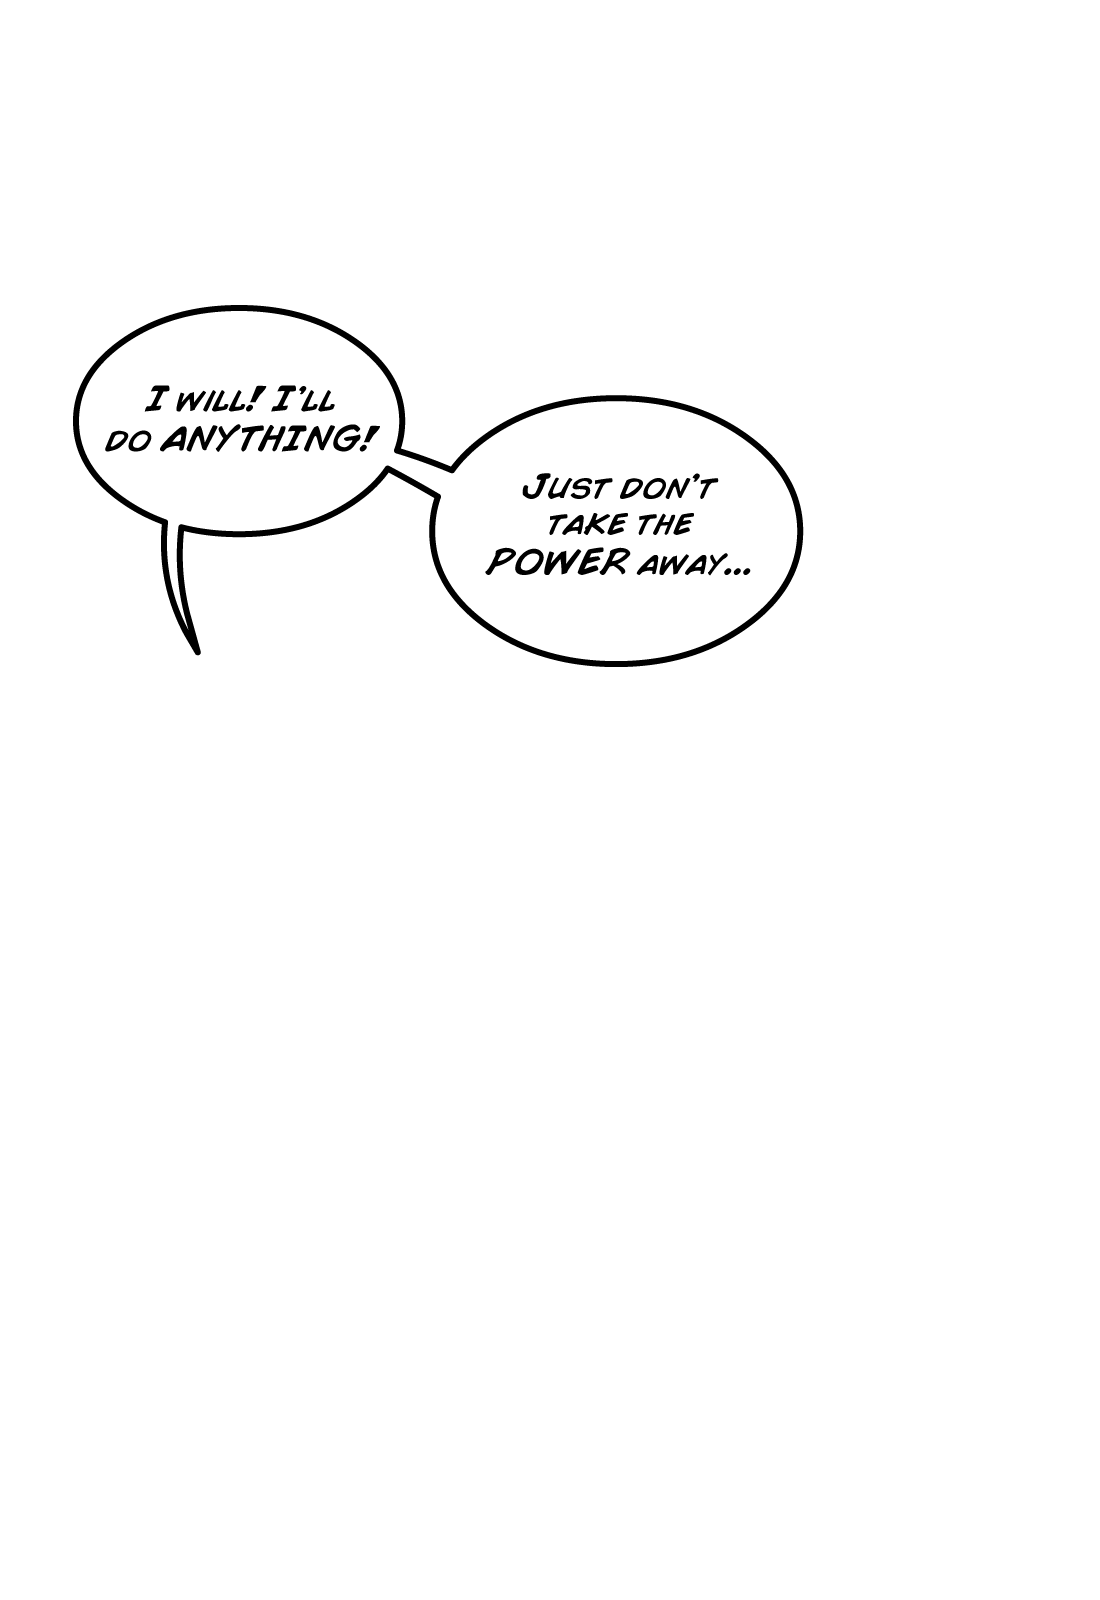 I WILL! I'LL
DO ANYTHING!
JUST DON'T
TAKE THE
POWER AWAY...